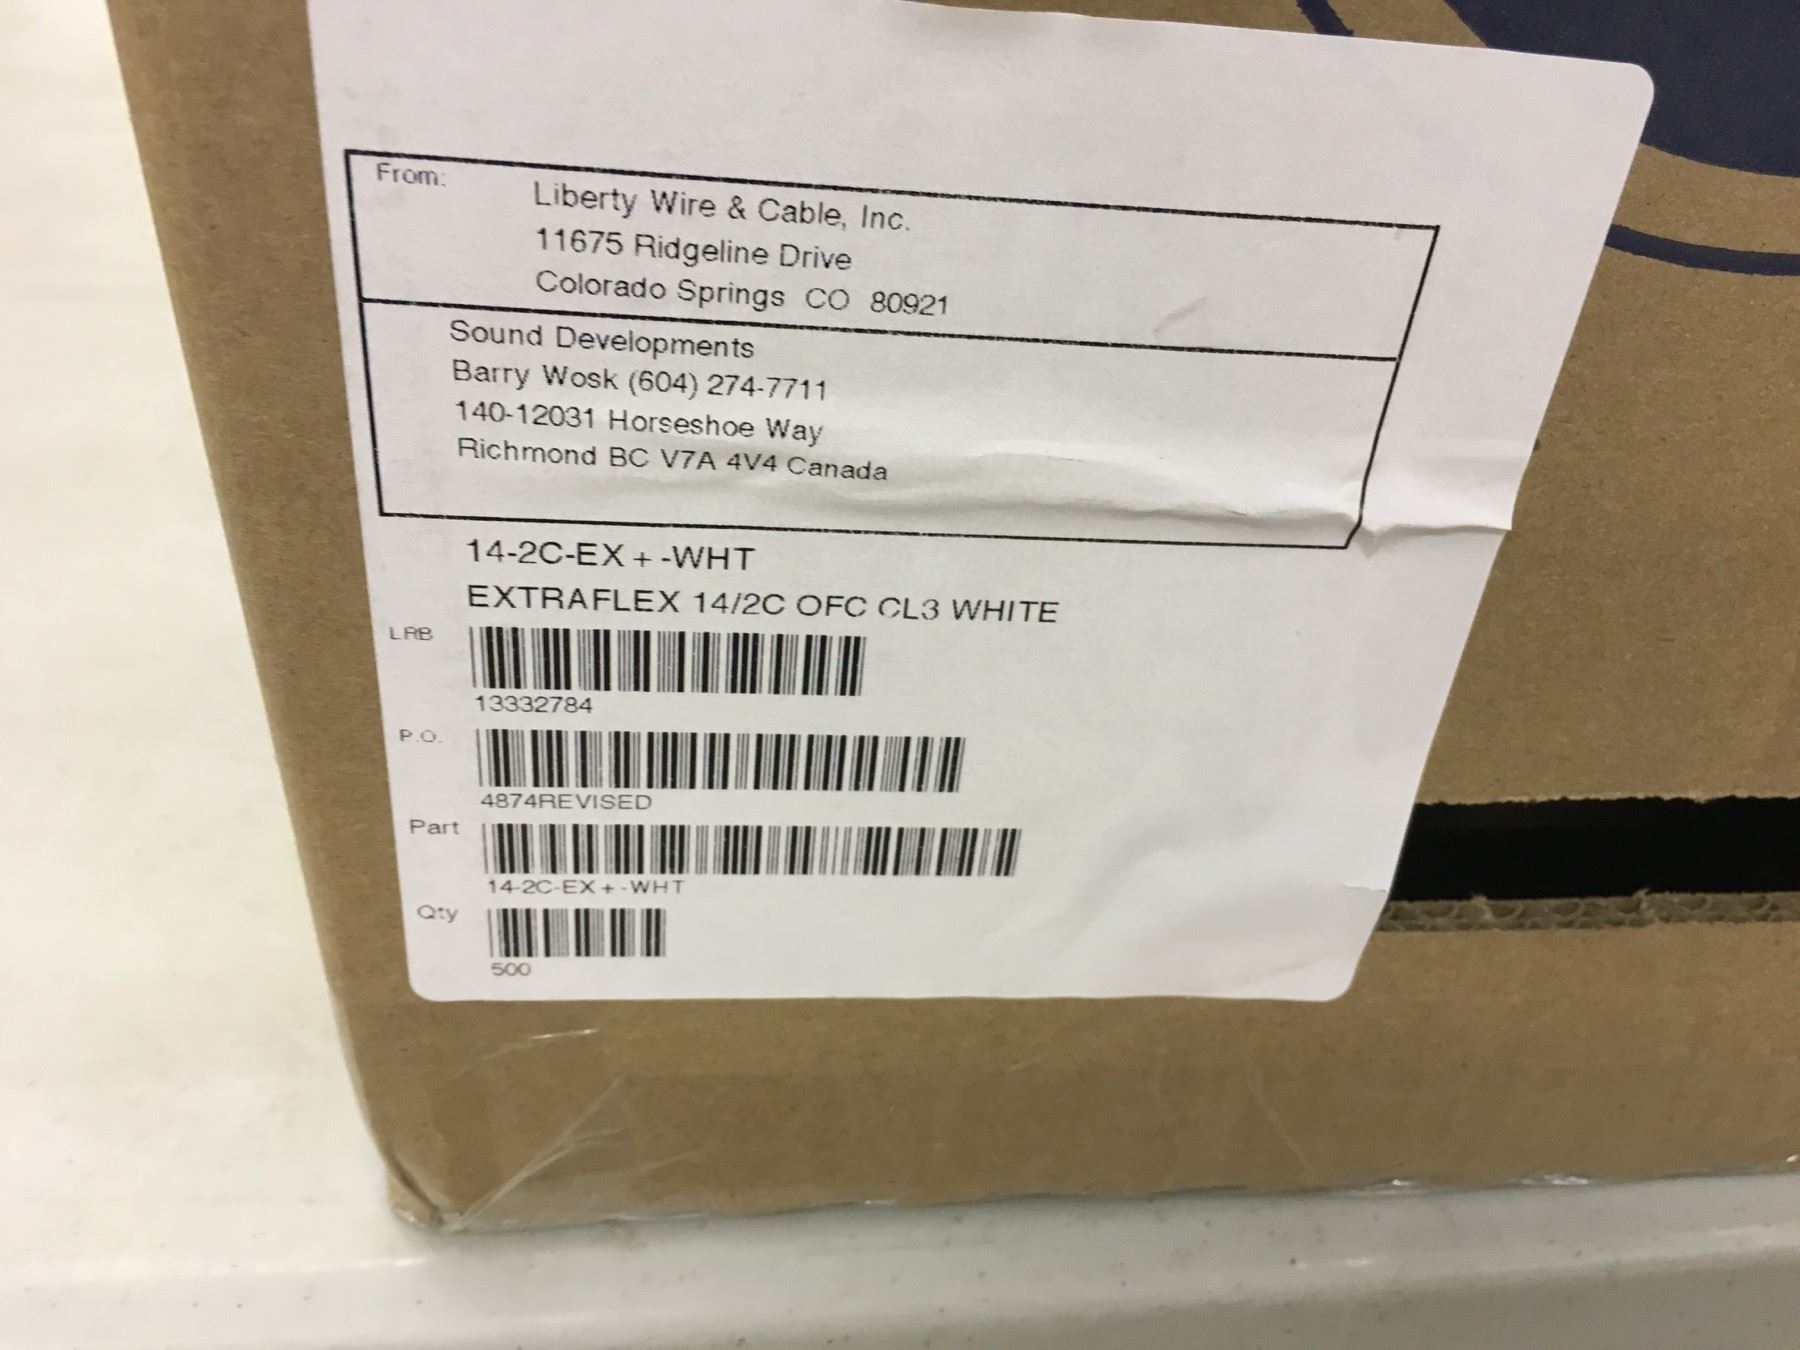 From:
Liberty Wire & Cable, Inc.
11675 Ridgeline Drive
Colorado Springs CO 80921
Sound Developments
Barry Wosk (604) 274-7711
140-12031 Horseshoe Way
Richmond BC V7A 4V4 Canada
14-2C-EX+-WHT
EXTRAFLEX 14/2C OFC CL3 WHITE
LRB
13332784
P.O.
4874REVISED
Part
14-2C-EX+-WHT
Qty
500